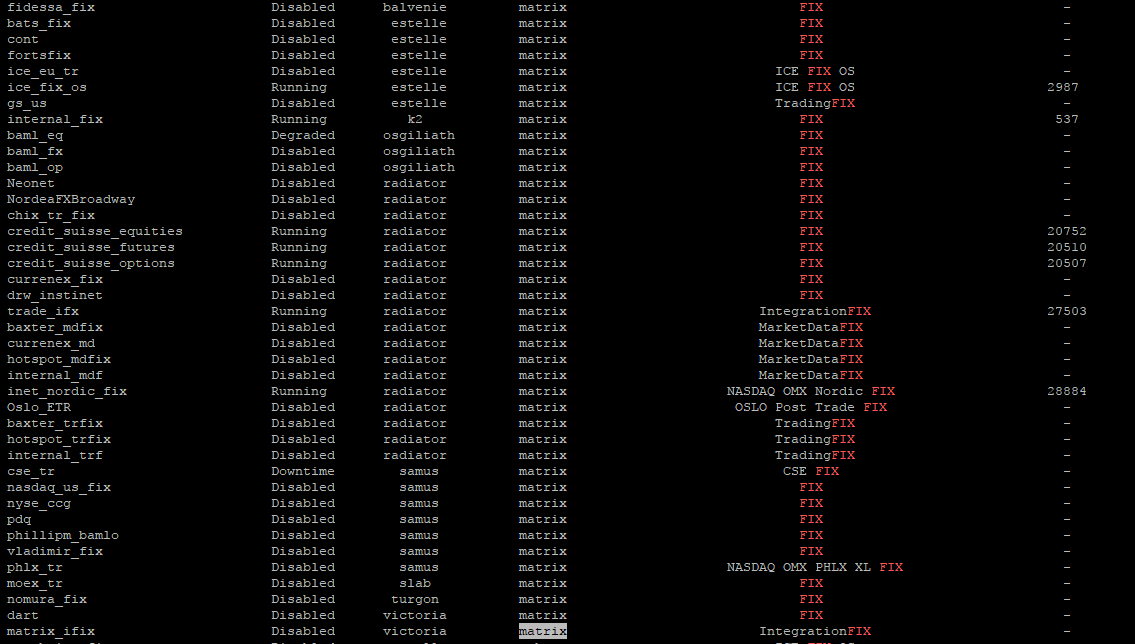 fidessa_fix Disabled balvenie matrix FIX -
bats_fix Disabled estelle matrix FIX -
cont Disabled estelle matrix FIX -
fortsfix Disabled estelle matrix FIX -
ice_eu_tr Disabled estelle matrix ICE FIX OS -
ice_fix_os Running estelle matrix ICE FIX OS 2987
gs_us Disabled estelle matrix TradingFIX -
internal_fix Running k2 matrix FIX 537
baml_eq Degraded osgiliath matrix FIX -
baml_fx Disabled osgiliath matrix FIX -
baml_op Disabled osgiliath matrix FIX -
Neonet Disabled radiator matrix FIX -
NordeaFXBroadway Disabled radiator matrix FIX -
chix_tr_fix Disabled radiator matrix FIX -
credit_suisse_equities Running radiator matrix FIX 20752
credit_suisse_futures Running radiator matrix FIX 20510
credit_suisse_options Running radiator matrix FIX 20507
currenex_fix Disabled radiator matrix FIX -
drw_instinet Disabled radiator matrix FIX -
trade_ifx Running radiator matrix IntegrationFIX 27503
baxter_mdfix Disabled radiator matrix MarketDataFIX -
currenex_md Disabled radiator matrix MarketDataFIX -
hotspot_mdfix Disabled radiator matrix MarketDataFIX -
internal_mdf Disabled radiator matrix MarketDataFIX -
inet_nordic_fix Running radiator matrix NASDAQ OMX Nordic FIX 28884
Oslo_ETR Disabled radiator matrix OSLO Post Trade FIX -
baxter_trfix Disabled radiator matrix TradingFIX -
hotspot_trfix Disabled radiator matrix TradingFIX -
internal_trf Disabled radiator matrix TradingFIX -
cse_tr Downtime samus matrix CSE FIX -
nasdaq_us_fix Disabled samus matrix FIX -
nyse_ccg Disabled samus matrix FIX -
pdq Disabled samus matrix FIX -
phillipm_bamlo Disabled samus matrix FIX -
vladimir_fix Disabled samus matrix FIX -
phlx_tr Disabled samus matrix NASDAQ OMX PHLX XL FIX -
moex_tr Disabled slab matrix FIX -
nomura_fix Disabled turgon matrix FIX -
dart Disabled victoria matrix FIX -
matrix_ifix Disabled victoria matrix IntegrationFIX -